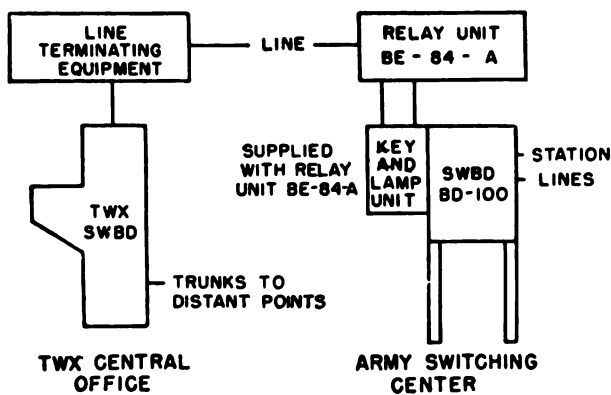 LINE
TERMINATING
EQUIPMENT
LINE
RELAY UNIT
BE-84-A
SUPPLIED
WITH RELAY
UNIT BE-84-A
KEY
AND
LAMP
UNIT
SWBD
BD-100
STATION
LINES
TWX
SWBD
TRUNKS TO
DISTANT POINTS
TWX CENTRAL
OFFICE
ARMY SWITCHING
CENTER